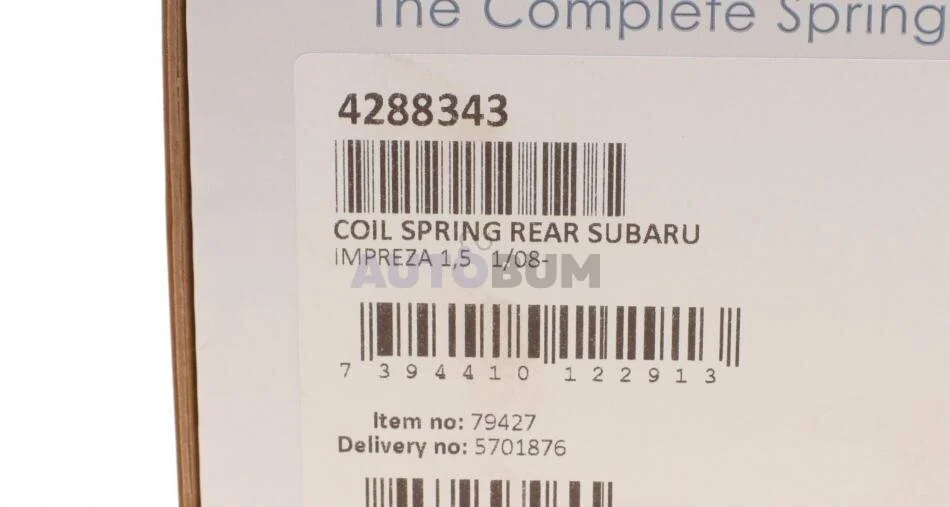 The Complete Spring
4288343
COIL SPRING REAR SUBARU
IMPREZA 1,5 1/08-
AUTOBUM
7 394410 122913
Item no: 79427
Delivery no: 5701876